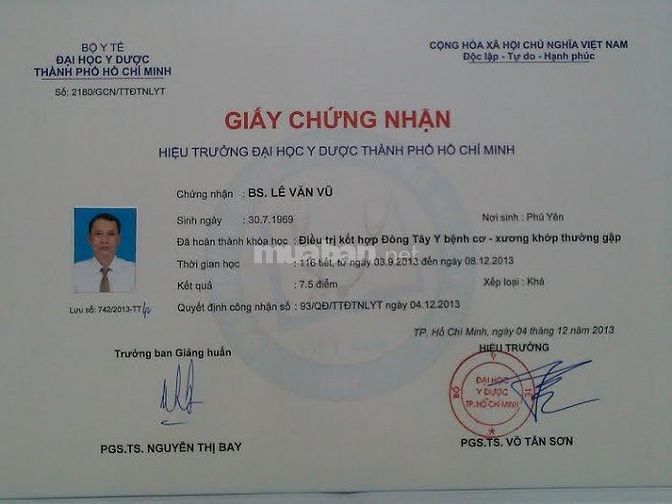 BỘ Y TẾ
ĐẠI HỌC Y DƯỢC
THÀNH PHỐ HỒ CHÍ MINH
Số: 2180/GCN/TTĐTNLYT
CỘNG HÒA XÃ HỘI CHỦ NGHĨA VIỆT NAM
Độc lập - Tự do - Hạnh phúc
GIẤY CHỨNG NHẬN
HIỆU TRƯỞNG ĐẠI HỌC Y DƯỢC THÀNH PHỐ HỒ CHÍ MINH
Chứng nhận : BS. LÊ VĂN VŨ
Sinh ngày : 30.7.1969 Nơi sinh : Phú Yên
Đã hoàn thành khóa học : Điều trị kết hợp Đông Tây Y bệnh cơ - xương khớp thường gặp
Thời gian học : 116 tiết, từ ngày 03.9.2013 đến ngày 08.12.2013
muaban.net
Kết quả : 7.5 điểm Xếp loại : Khá
Quyết định công nhận số : 93/QĐ/TTĐTNLYT ngày 04.12.2013
Lưu số: 742/2013-TT
TP. Hồ Chí Minh, ngày 04 tháng 12 năm 2013
Trưởng ban Giảng huấn
HIỆU TRƯỞNG
BỘ Y TẾ
ĐẠI HỌC
Y DƯỢC
TP. HỒ CHÍ MINH
PGS.TS. NGUYỄN THỊ BAY
PGS.TS. VÕ TẤN SƠN